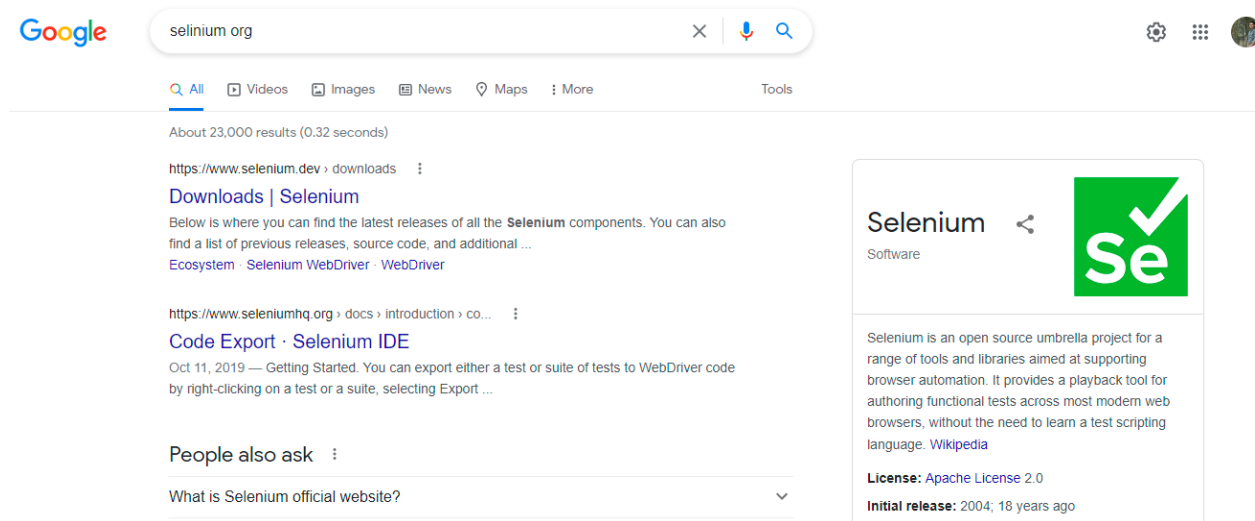 Google
selinium org
All Videos Images News Maps More Tools
About 23,000 results (0.32 seconds)
https://www.selenium.dev › downloads
Downloads | Selenium
Below is where you can find the latest releases of all the Selenium components. You can also
find a list of previous releases, source code, and additional ...
Ecosystem · Selenium WebDriver · WebDriver
https://www.seleniumhq.org › docs › introduction › co...
Code Export · Selenium IDE
Oct 11, 2019 — Getting Started. You can export either a test or suite of tests to WebDriver code
by right-clicking on a test or a suite, selecting Export ...
People also ask
What is Selenium official website?
Selenium
Software
Se
Selenium is an open source umbrella project for a
range of tools and libraries aimed at supporting
browser automation. It provides a playback tool for
authoring functional tests across most modern web
browsers, without the need to learn a test scripting
language. Wikipedia
License: Apache License 2.0
Initial release: 2004; 18 years ago